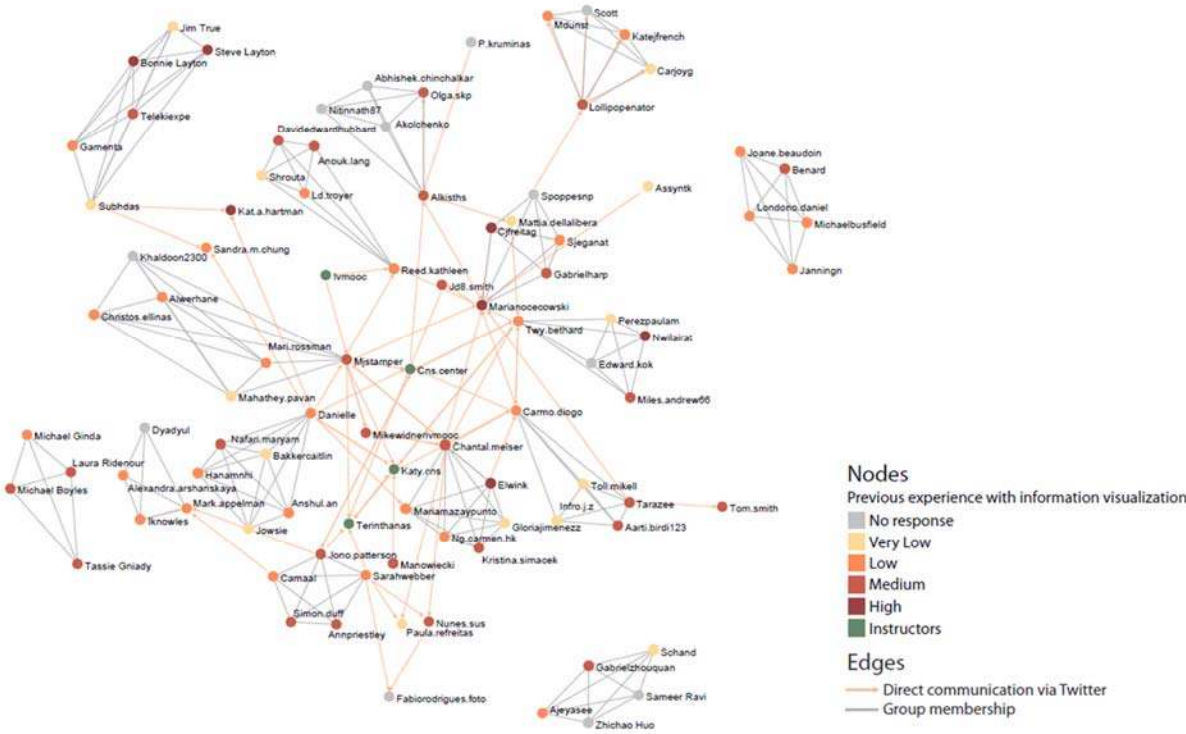 Jim True
Steve Layton
Bonnie Layton
Telekiexpe
Gamenta
Subhdas
P.kruminas
Abhishek.chinchalkar
Olga.skp
Nitinnath87
Akolchenko
Davidedwardhubbard
Anouk.lang
Shrouta
Ld.troyer
Alkisths
Scott
Mdunst
Katejfrench
Carjoyg
Lollipopenator
Joane.beaudoin
Benard
Londono.daniel
Michaelbusfield
Janningn
Assyntk
Spoppesnp
Mattia.dellalibera
Cjfreitag
Sjeganat
Gabrielharp
Kat.a.hartman
Sandra.m.chung
Khaldoon2300
Alwerhane
Christos.ellinas
Mari.rossman
Mahathey.pavan
Ivmooc
Reed.kathleen
Jd8.smith
Marianocecowski
Twy.bethard
Perezpaulam
Nwilairat
Edward.kok
Miles.andrew66
Mjstamper
Cns.center
Danielle
Carmo.diogo
Mikewidnerivmooc
Chantal.meiser
Michael Ginda
Laura Ridenour
Michael Boyles
Tassie Gniady
Dyadyul
Nafari.maryam
Bakkercaitlin
Hanamnhi
Alexandra.arshanskaya
Mark.appelman
Anshul.an
Iknowles
Jowsie
Katy.cns
Elwink
Mariamazaypunto
Gloriajimenezz
Terinthanas
Ng.carmen.hk
Kristina.simacek
Toll.mikell
Infro.j.z
Tarazee
Aarti.birdi123
Tom.smith
Jono.patterson
Manowiecki
Camaal
Sarahwebber
Simon.duff
Annpriestley
Paula.refreitas
Nunes.sus
Fabiorodrigues.foto
Schand
Gabrielzhouquan
Sameer Ravi
Ajeyasee
Zhichao Huo
Nodes
Previous experience with information visualization
No response
Very Low
Low
Medium
High
Instructors
Edges
Direct communication via Twitter
Group membership